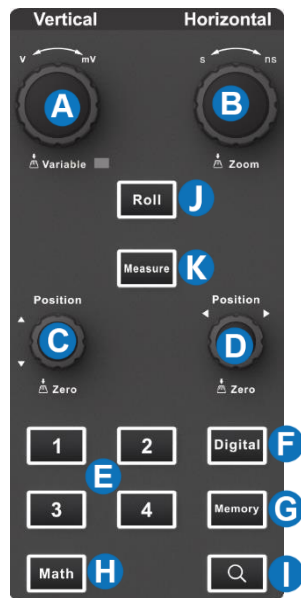 Vertical Horizontal
V mV s ns
A B
Variable Zoom
Roll J
Measure K
Position Position
C D
Zero Zero
1 2 Digital F
E
3 4 Memory G
Math H I